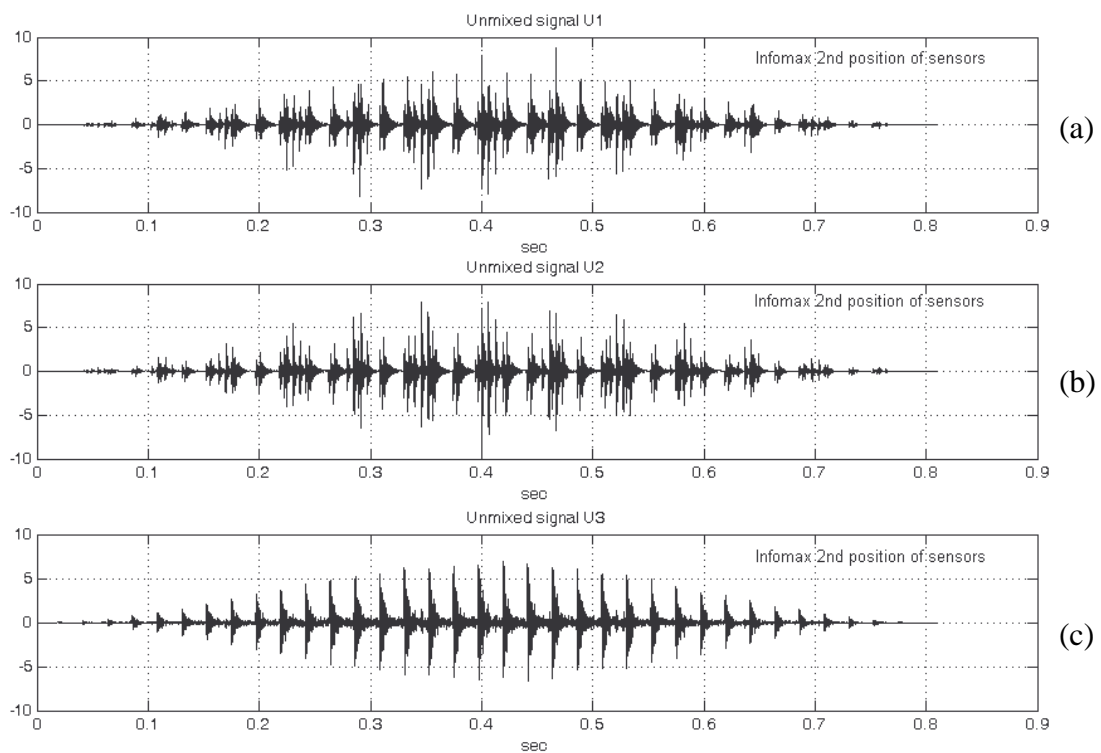 Unmixed signal U1
10
Infomax 2nd position of sensors
5
0
(a)
-5
-10
0 0.1 0.2 0.3 0.4 0.5 0.6 0.7 0.8 0.9
sec
Unmixed signal U2
10
Infomax 2nd position of sensors
5
0
(b)
-5
-10
0 0.1 0.2 0.3 0.4 0.5 0.6 0.7 0.8 0.9
sec
Unmixed signal U3
10
Infomax 2nd position of sensors
5
0
(c)
-5
-10
0 0.1 0.2 0.3 0.4 0.5 0.6 0.7 0.8 0.9
sec